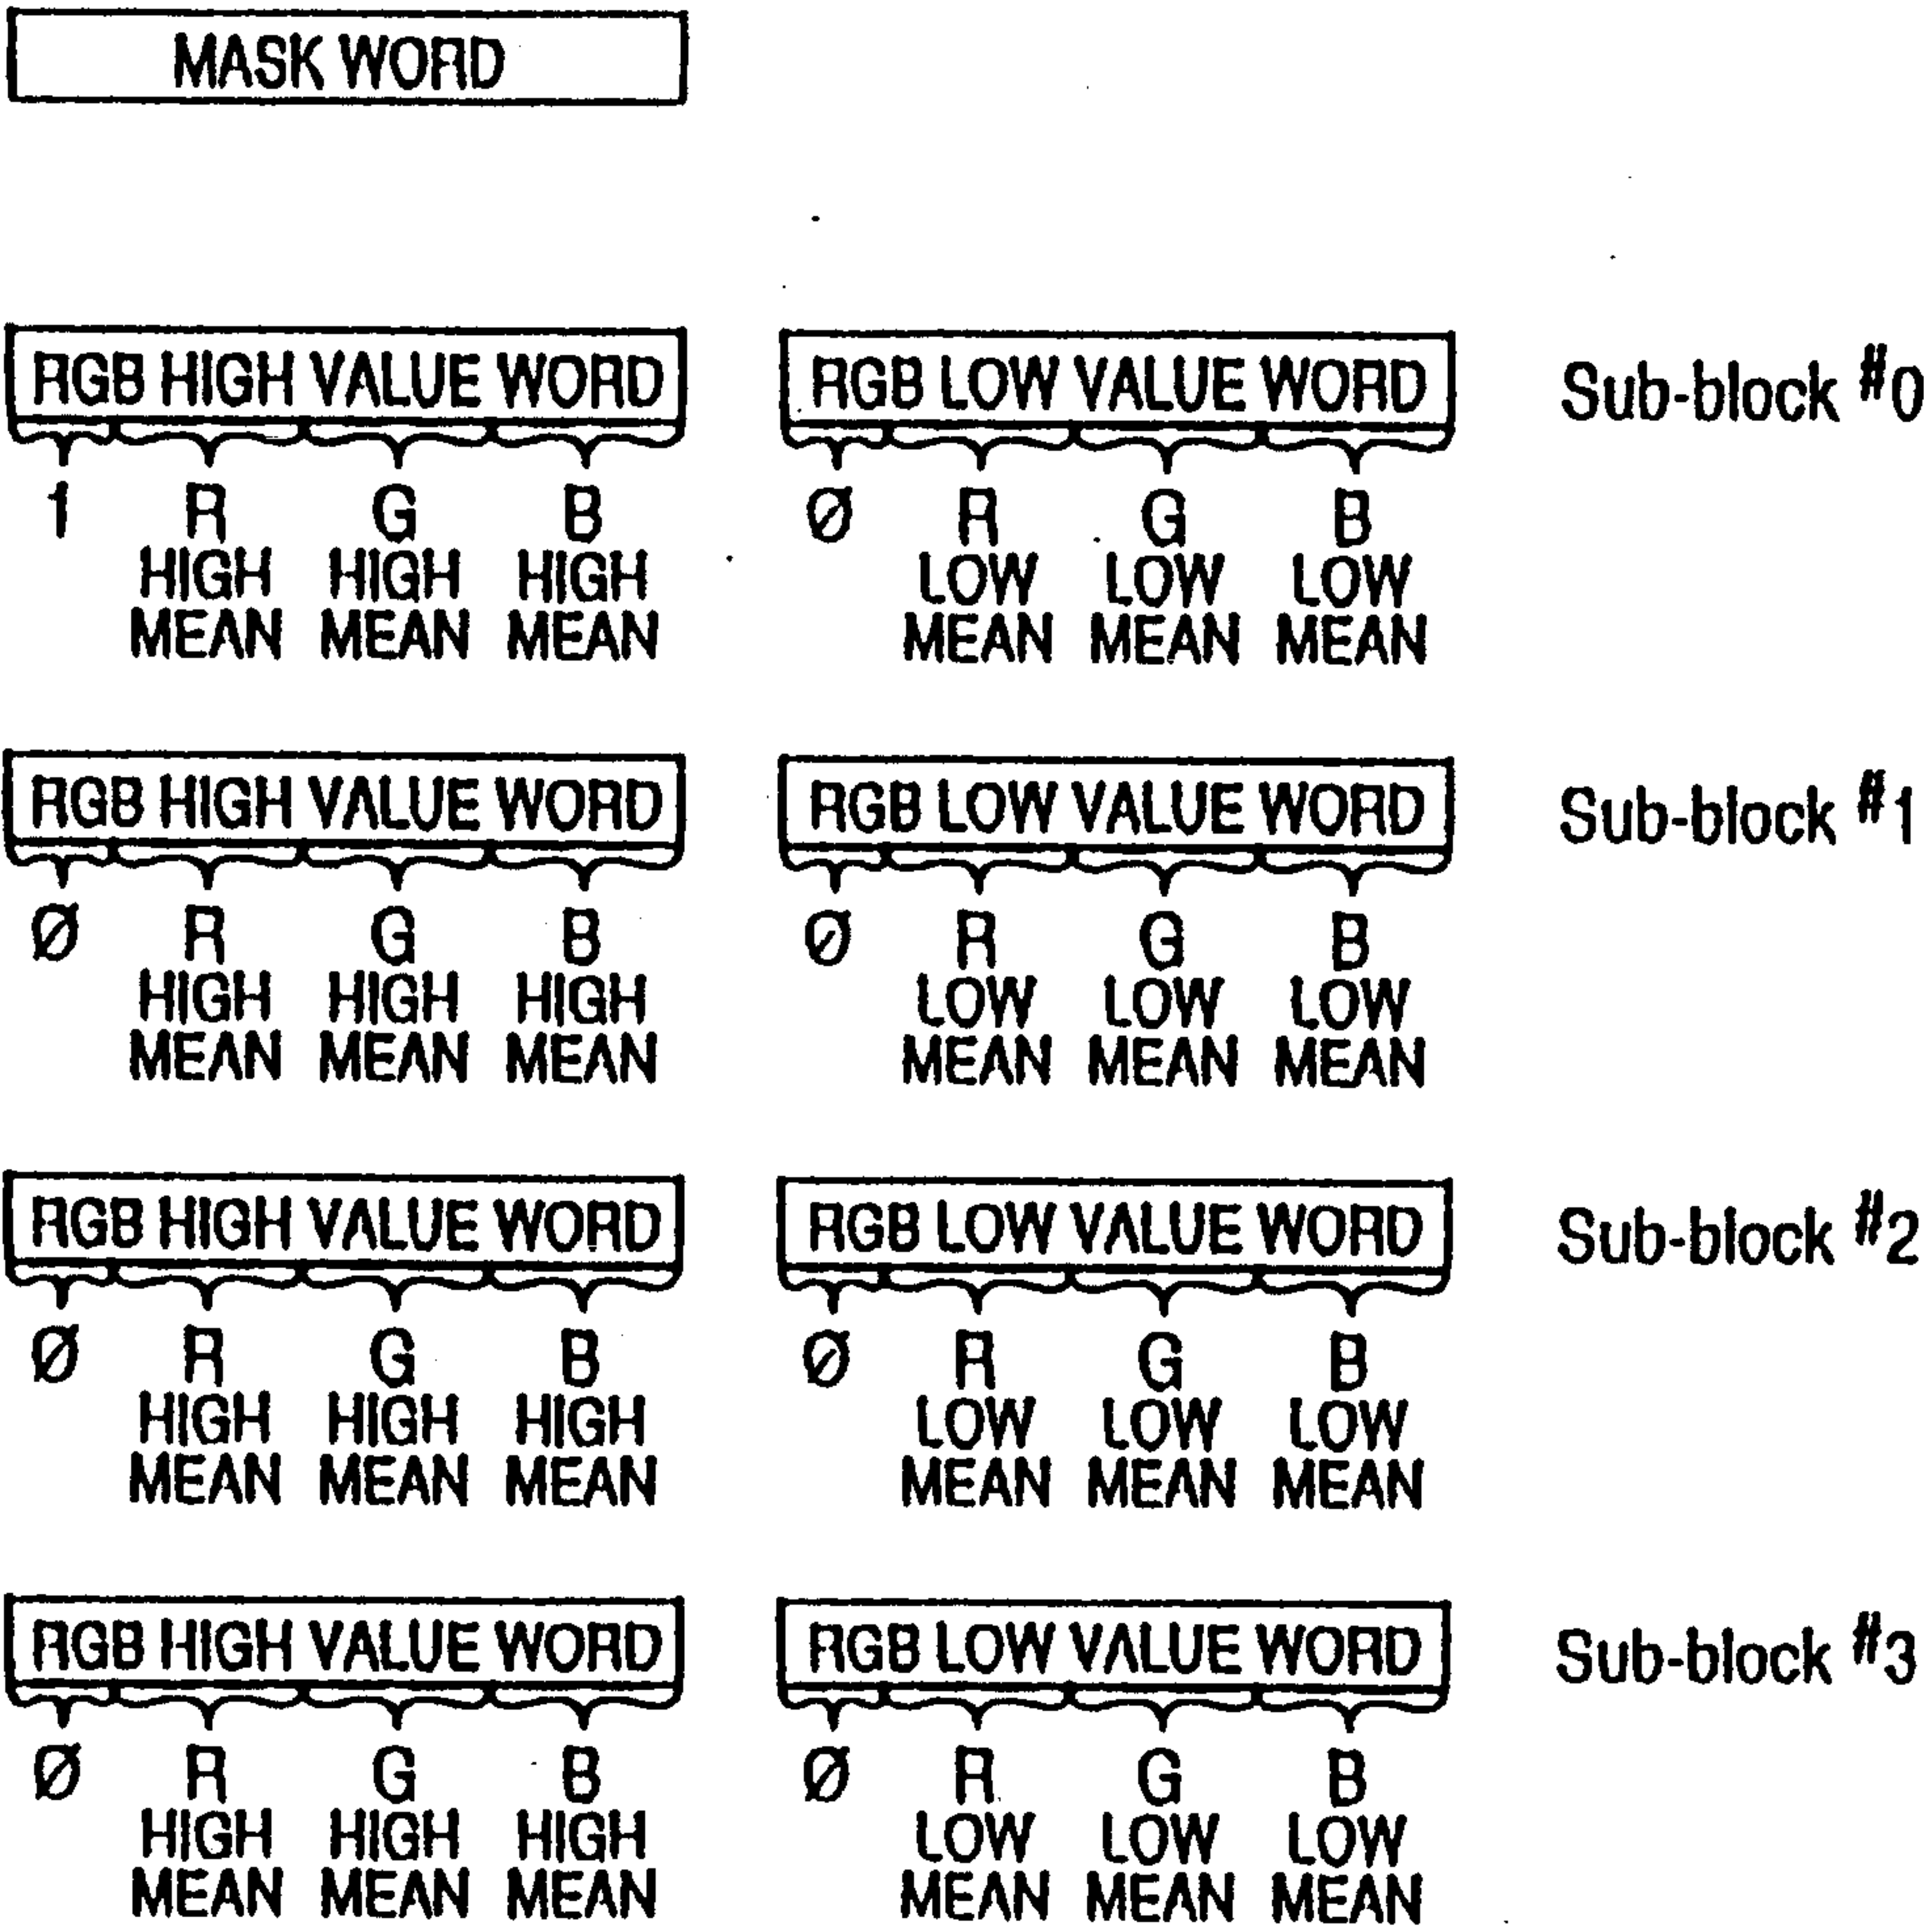 MASK WORD
RGB HIGH VALUE WORD RGB LOW VALUE WORD Sub-block #0
1 R G B Ø R G B
HIGH HIGH HIGH LOW LOW LOW
MEAN MEAN MEAN MEAN MEAN MEAN
RGB HIGH VALUE WORD RGB LOW VALUE WORD Sub-block #1
Ø R G B Ø R G B
HIGH HIGH HIGH LOW LOW LOW
MEAN MEAN MEAN MEAN MEAN MEAN
RGB HIGH VALUE WORD RGB LOW VALUE WORD Sub-block #2
Ø R G B Ø R G B
HIGH HIGH HIGH LOW LOW LOW
MEAN MEAN MEAN MEAN MEAN MEAN
RGB HIGH VALUE WORD RGB LOW VALUE WORD Sub-block #3
Ø R G B Ø R G B
HIGH HIGH HIGH LOW LOW LOW
MEAN MEAN MEAN MEAN MEAN MEAN